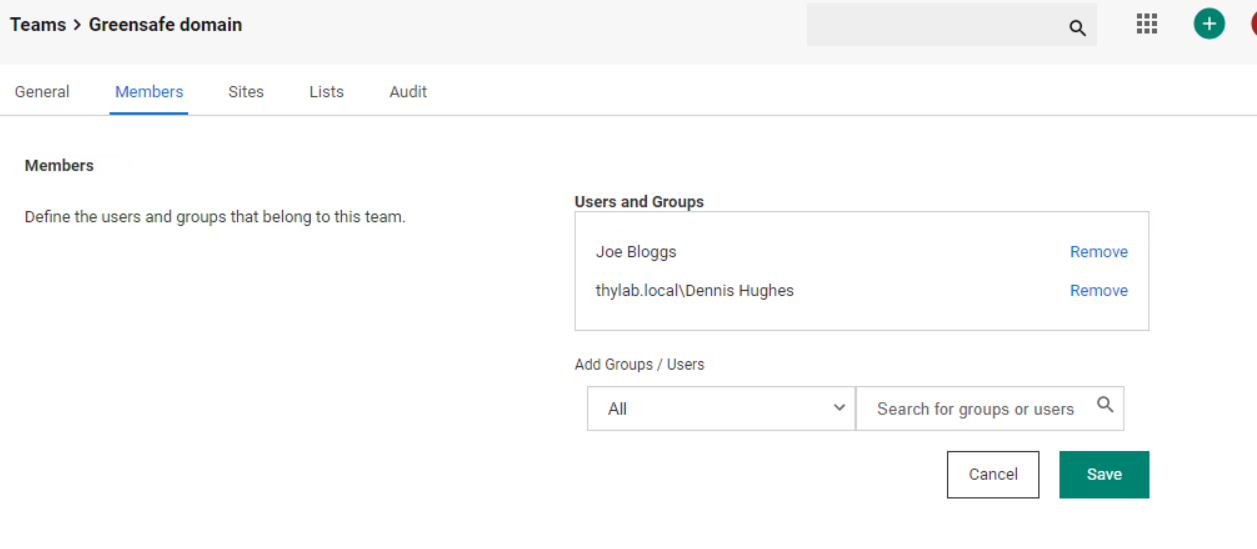 Teams > Greensafe domain
General Members Sites Lists Audit
Members
Define the users and groups that belong to this team.
Users and Groups
Joe Bloggs Remove
thylab.local\Dennis Hughes Remove
Add Groups / Users
All Search for groups or users
Cancel Save